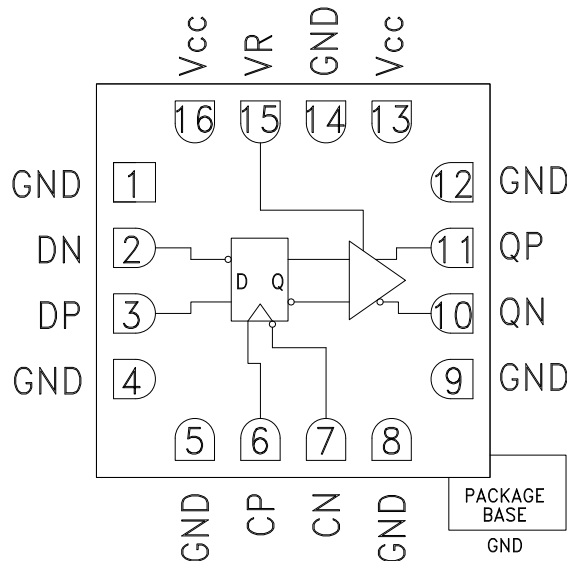 Vcc VR GND Vcc
16 15 14 13
GND 1 12 GND
DN 2 11 QP
D Q
DP 3 10 QN
GND 4 9 GND
5 6 7 8
GND CP CN GND
PACKAGE
BASE
GND